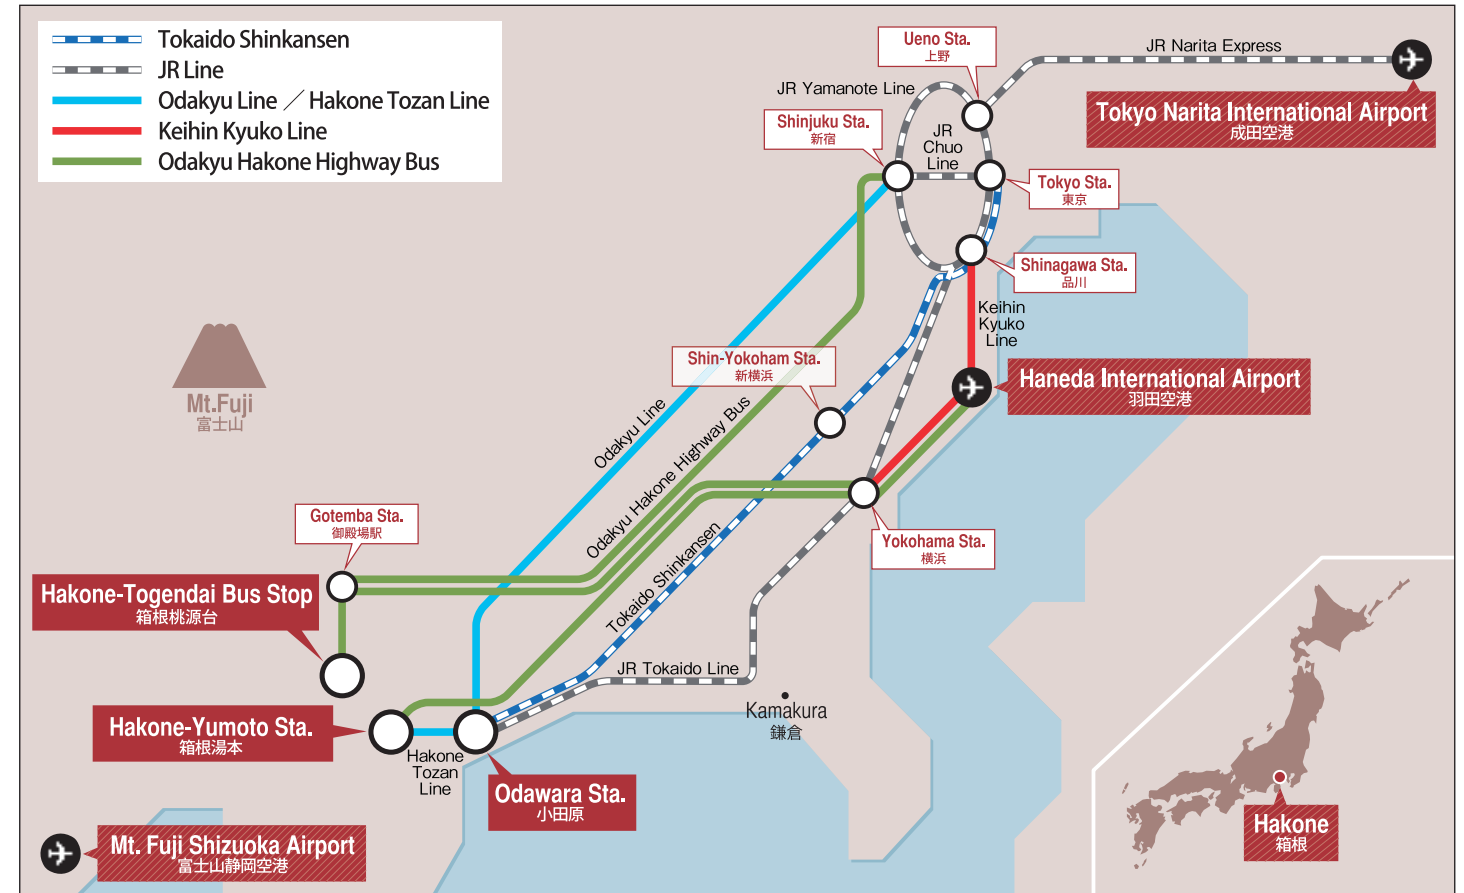 Tokaido Shinkansen
JR Line
Odakyu Line ／ Hakone Tozan Line
Keihin Kyuko Line
Odakyu Hakone Highway Bus
Ueno Sta.
上野
JR Narita Express
Tokyo Narita International Airport
成田空港
JR Yamanote Line
Shinjuku Sta.
新宿
JR
Chuo
Line
Tokyo Sta.
東京
Shinagawa Sta.
品川
Keihin
Kyuko
Line
Mt.Fuji
富士山
Shin-Yokoham Sta.
新横浜
Haneda International Airport
羽田空港
Odakyu Line
Odakyu Hakone Highway Bus
Gotemba Sta.
御殿場駅
Yokohama Sta.
横浜
Tokaido Shinkansen
Hakone-Togendai Bus Stop
箱根桃源台
JR Tokaido Line
Kamakura
鎌倉
Hakone-Yumoto Sta.
箱根湯本
Hakone
Tozan
Line
Odawara Sta.
小田原
Mt. Fuji Shizuoka Airport
富士山静岡空港
Hakone
箱根